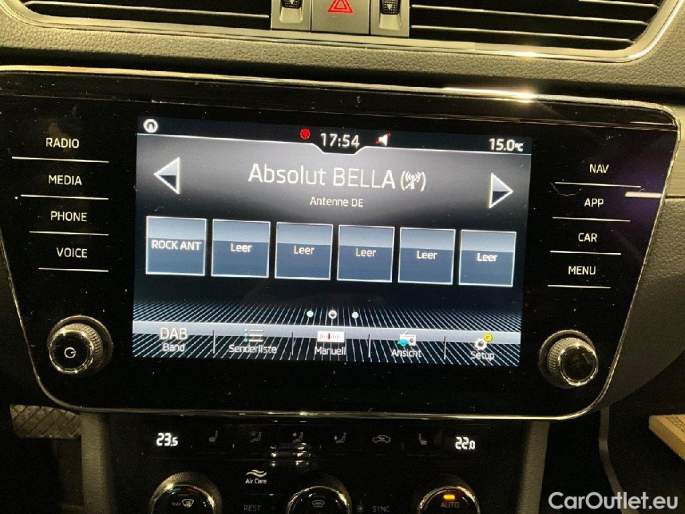 RADIO
MEDIA
PHONE
VOICE
17:54
15.0°C
Absolut BELLA
Antenne DE
ROCK ANT Leer Leer Leer Leer Leer
DAB
Band
Senderliste
Manuell
Ansicht
Setup
NAV
APP
CAR
MENU
23.5
22.0
Air Care
REST
SYNC
AUTO
CarOutlet.eu